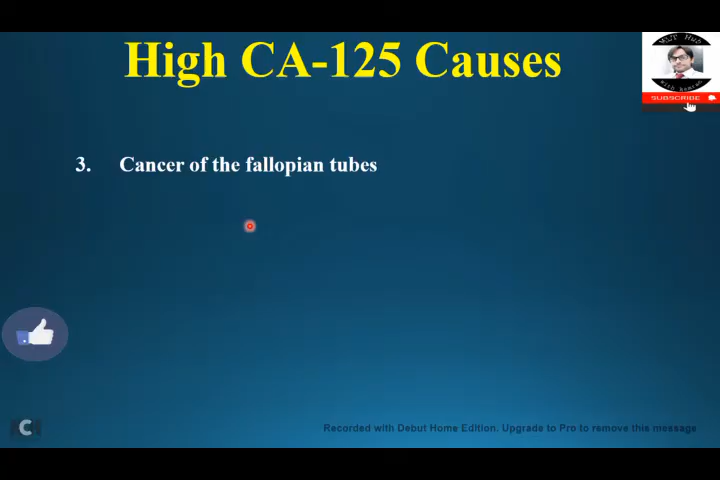 High CA-125 Causes
SUBSCRIBE
3. Cancer of the fallopian tubes
C
Recorded with Debut Home Edition. Upgrade to Pro to remove this message